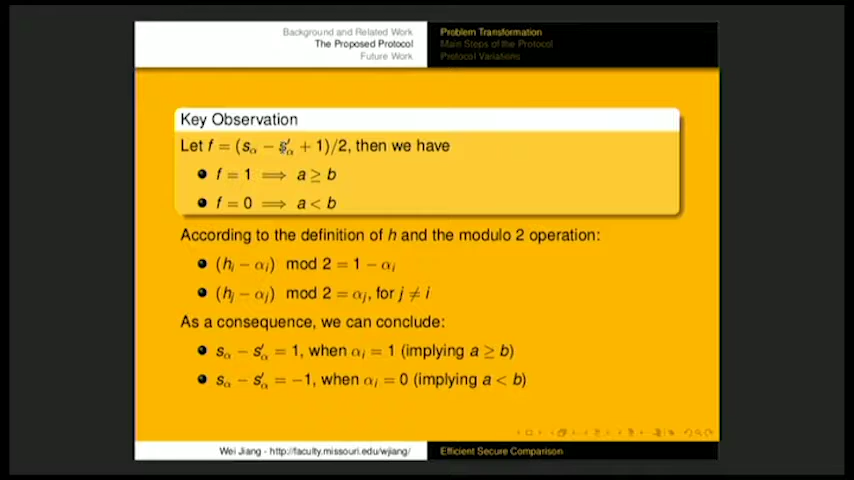 Background and Related Work
The Proposed Protocol
Future Work
Problem Transformation
Main Steps of the Protocol
Protocol Variations
Key Observation
Let f = (sα − s′α + 1)/2, then we have
f = 1 ⟹ a ≥ b
f = 0 ⟹ a < b
According to the definition of h and the modulo 2 operation:
(hi − αi) mod 2 = 1 − αi
(hj − αj) mod 2 = αj, for j ≠ i
As a consequence, we can conclude:
sα − s′α = 1, when αi = 1 (implying a ≥ b)
sα − s′α = −1, when αi = 0 (implying a < b)
Wei Jiang - http://faculty.missouri.edu/wjiang/
Efficient Secure Comparison